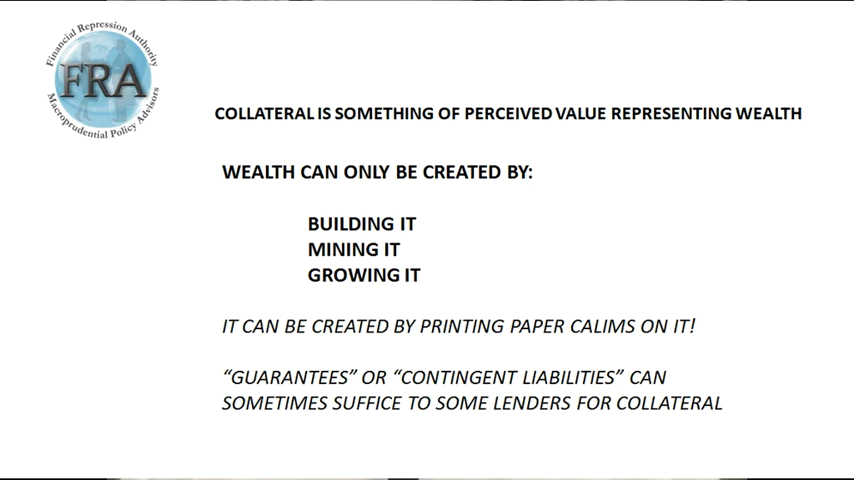 Financial Repression Authority
FRA
Macroprudential Policy Advisors
COLLATERAL IS SOMETHING OF PERCEIVED VALUE REPRESENTING WEALTH
WEALTH CAN ONLY BE CREATED BY:
BUILDING IT
MINING IT
GROWING IT
IT CAN BE CREATED BY PRINTING PAPER CALIMS ON IT!
“GUARANTEES” OR “CONTINGENT LIABILITIES” CAN
SOMETIMES SUFFICE TO SOME LENDERS FOR COLLATERAL